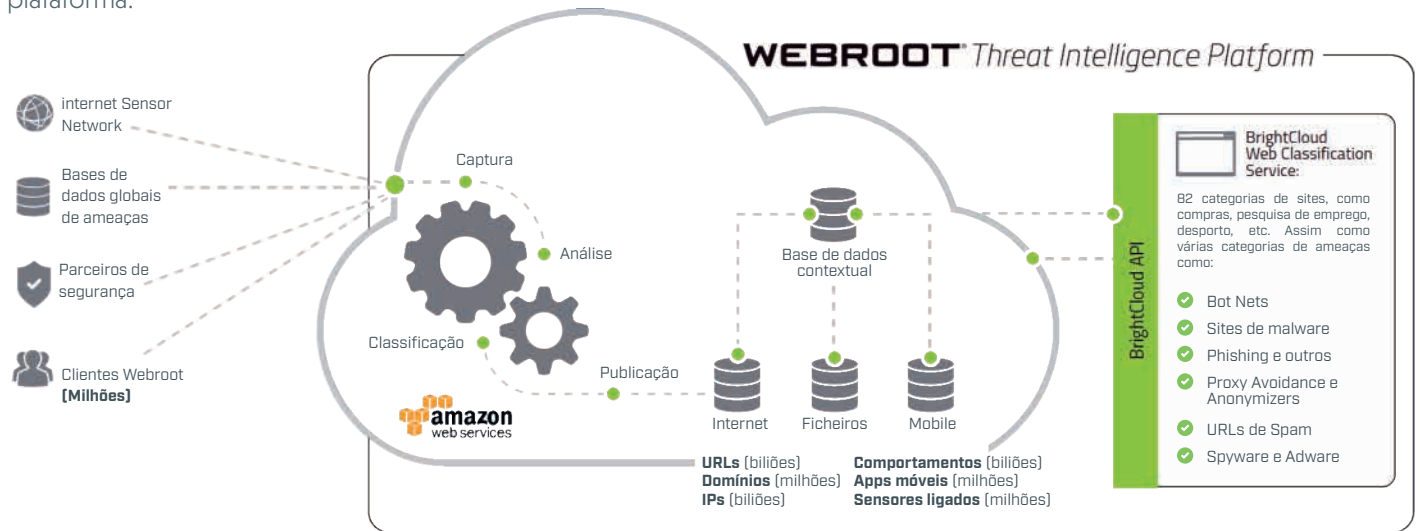 plataforma.
WEBROOT® Threat Intelligence Platform
internet Sensor
Network
Bases de
dados globais
de ameaças
Parceiros de
segurança
Clientes Webroot
(Milhões)
Captura
Análise
Classificação
Publicação
amazon
web services
Base de dados
contextual
Internet
Ficheiros
Mobile
URLs (biliões)
Domínios (milhões)
IPs (biliões)
Comportamentos (biliões)
Apps móveis (milhões)
Sensores ligados (milhões)
BrightCloud API
BrightCloud
Web Classification
Service:
82 categorias de sites, como
compras, pesquisa de emprego,
desporto, etc. Assim como
várias categorias de ameaças
como:
Bot Nets
Sites de malware
Phishing e outros
Proxy Avoidance e
Anonymizers
URLs de Spam
Spyware e Adware